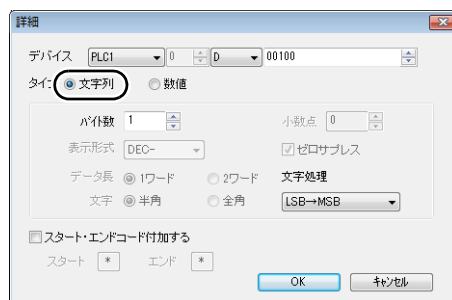 詳細
デバイス PLC1 0 D 00100
タイ: 文字列 数値
バイト数 1 小数点 0
表示形式 DEC- ゼロサプレス
データ長 1ワード 2ワード 文字処理
文字 半角 全角 LSB→MSB
スタート・エンドコード付加する
スタート * エンド *
OK キャンセル